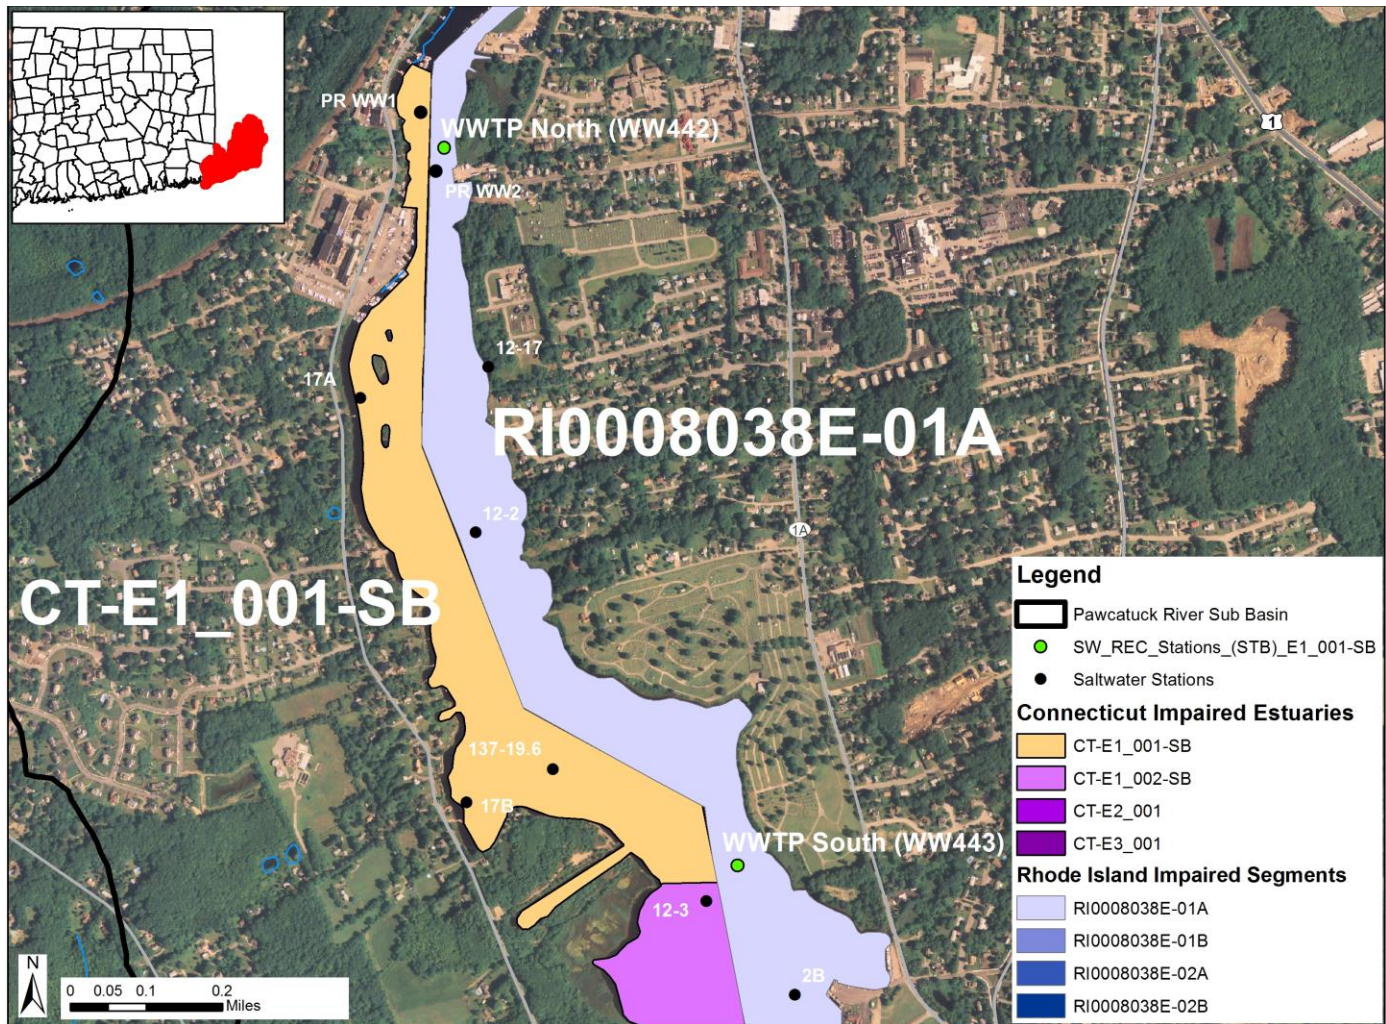 PR WW1
WWTP North (WW442)
1
PR WW2
12-17
17A
RI0008038E-01A
12-2
1A
CT-E1_001-SB
137-19.6
17B
WWTP South (WW443)
12-3
2B
Legend
Pawcatuck River Sub Basin
SW_REC_Stations_(STB)_E1_001-SB
Saltwater Stations
Connecticut Impaired Estuaries
CT-E1_001-SB
CT-E1_002-SB
CT-E2_001
CT-E3_001
Rhode Island Impaired Segments
RI0008038E-01A
RI0008038E-01B
RI0008038E-02A
RI0008038E-02B
N
0 0.05 0.1 0.2
Miles